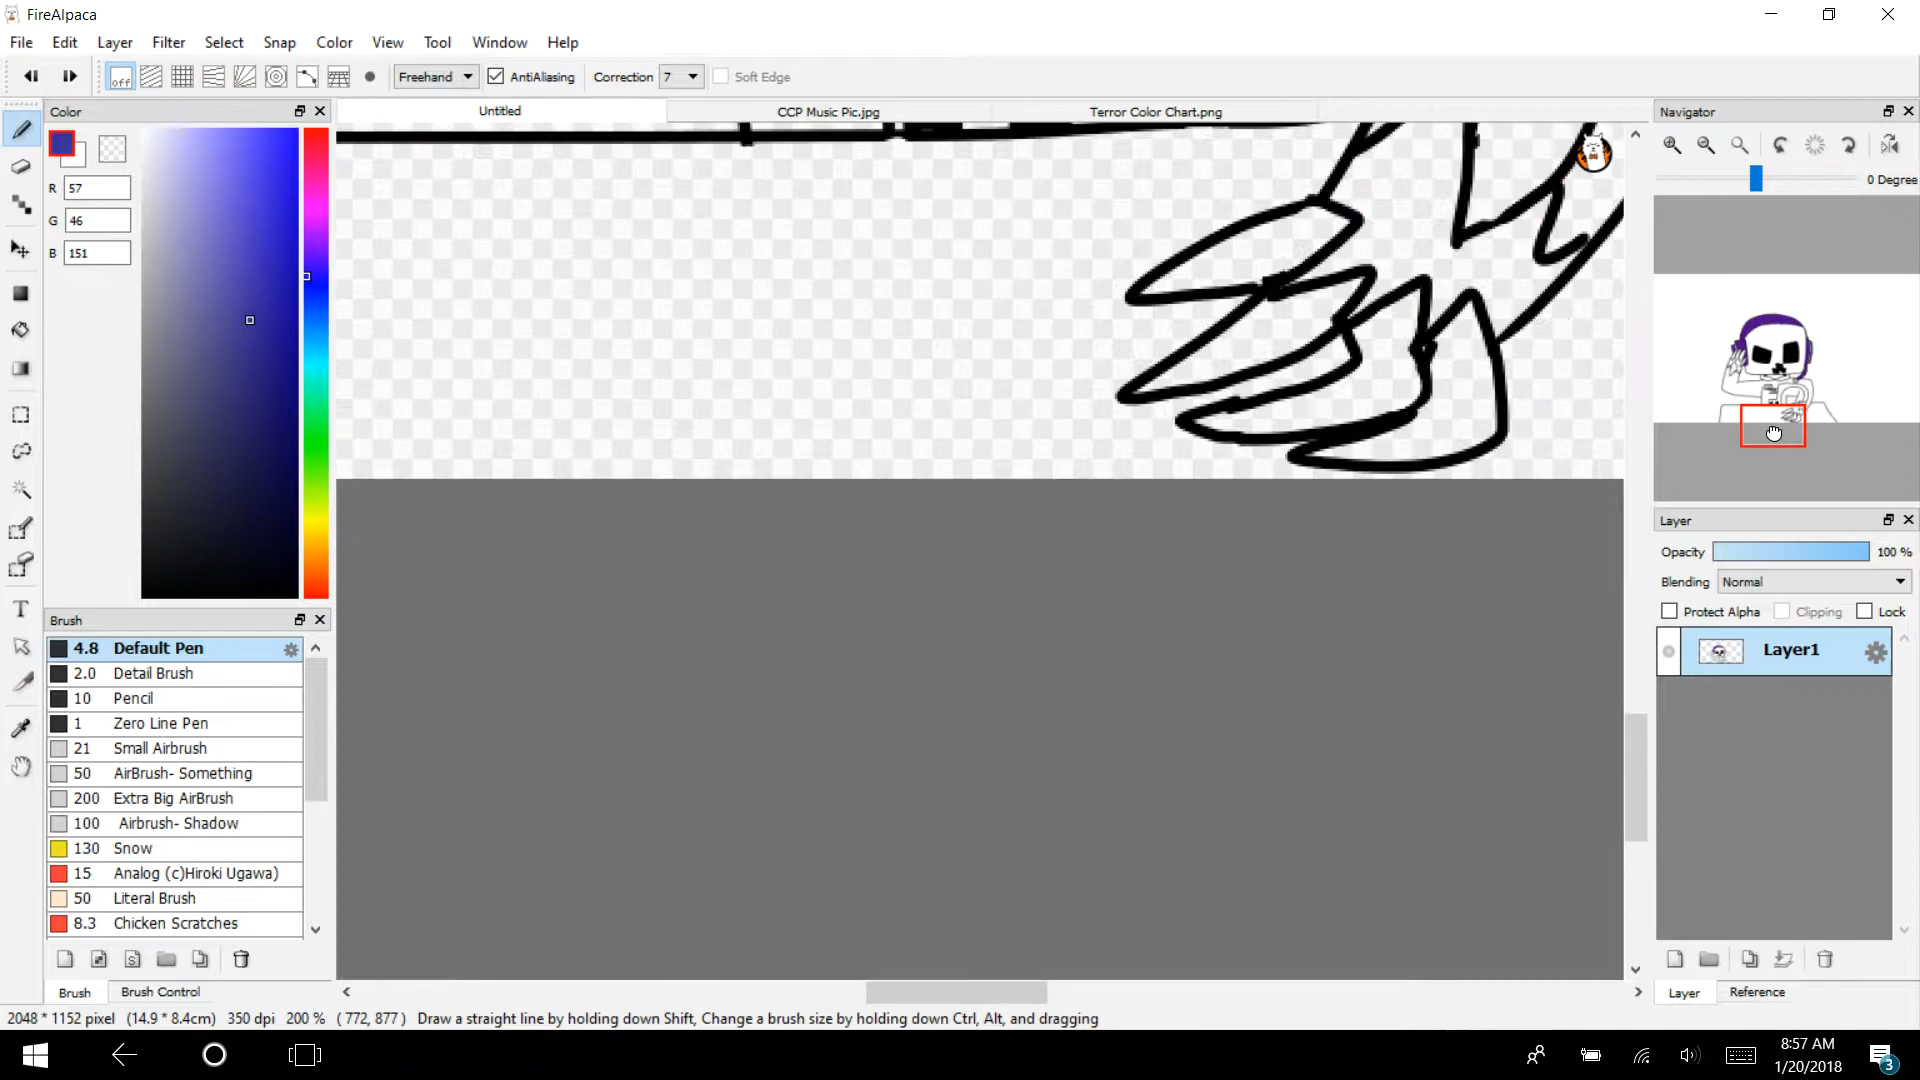 FireAlpaca
File Edit Layer Filter Select Snap Color View Tool Window Help
off Freehand AntiAliasing Correction 7 Soft Edge
Color
Untitled CCP Music Pic.jpg Terror Color Chart.png
Navigator
R 57
G 46
B 151
0 Degree
Layer
Opacity 100 %
Blending Normal
Protect Alpha Clipping Lock
Layer1
Brush
4.8 Default Pen
2.0 Detail Brush
10 Pencil
1 Zero Line Pen
21 Small Airbrush
50 AirBrush- Something
200 Extra Big AirBrush
100 Airbrush- Shadow
130 Snow
15 Analog (c)Hiroki Ugawa)
50 Literal Brush
8.3 Chicken Scratches
Brush Brush Control
Layer Reference
2048 * 1152 pixel (14.9 * 8.4cm) 350 dpi 200 % ( 772, 877 ) Draw a straight line by holding down Shift, Change a brush size by holding down Ctrl, Alt, and dragging
8:57 AM
1/20/2018
3